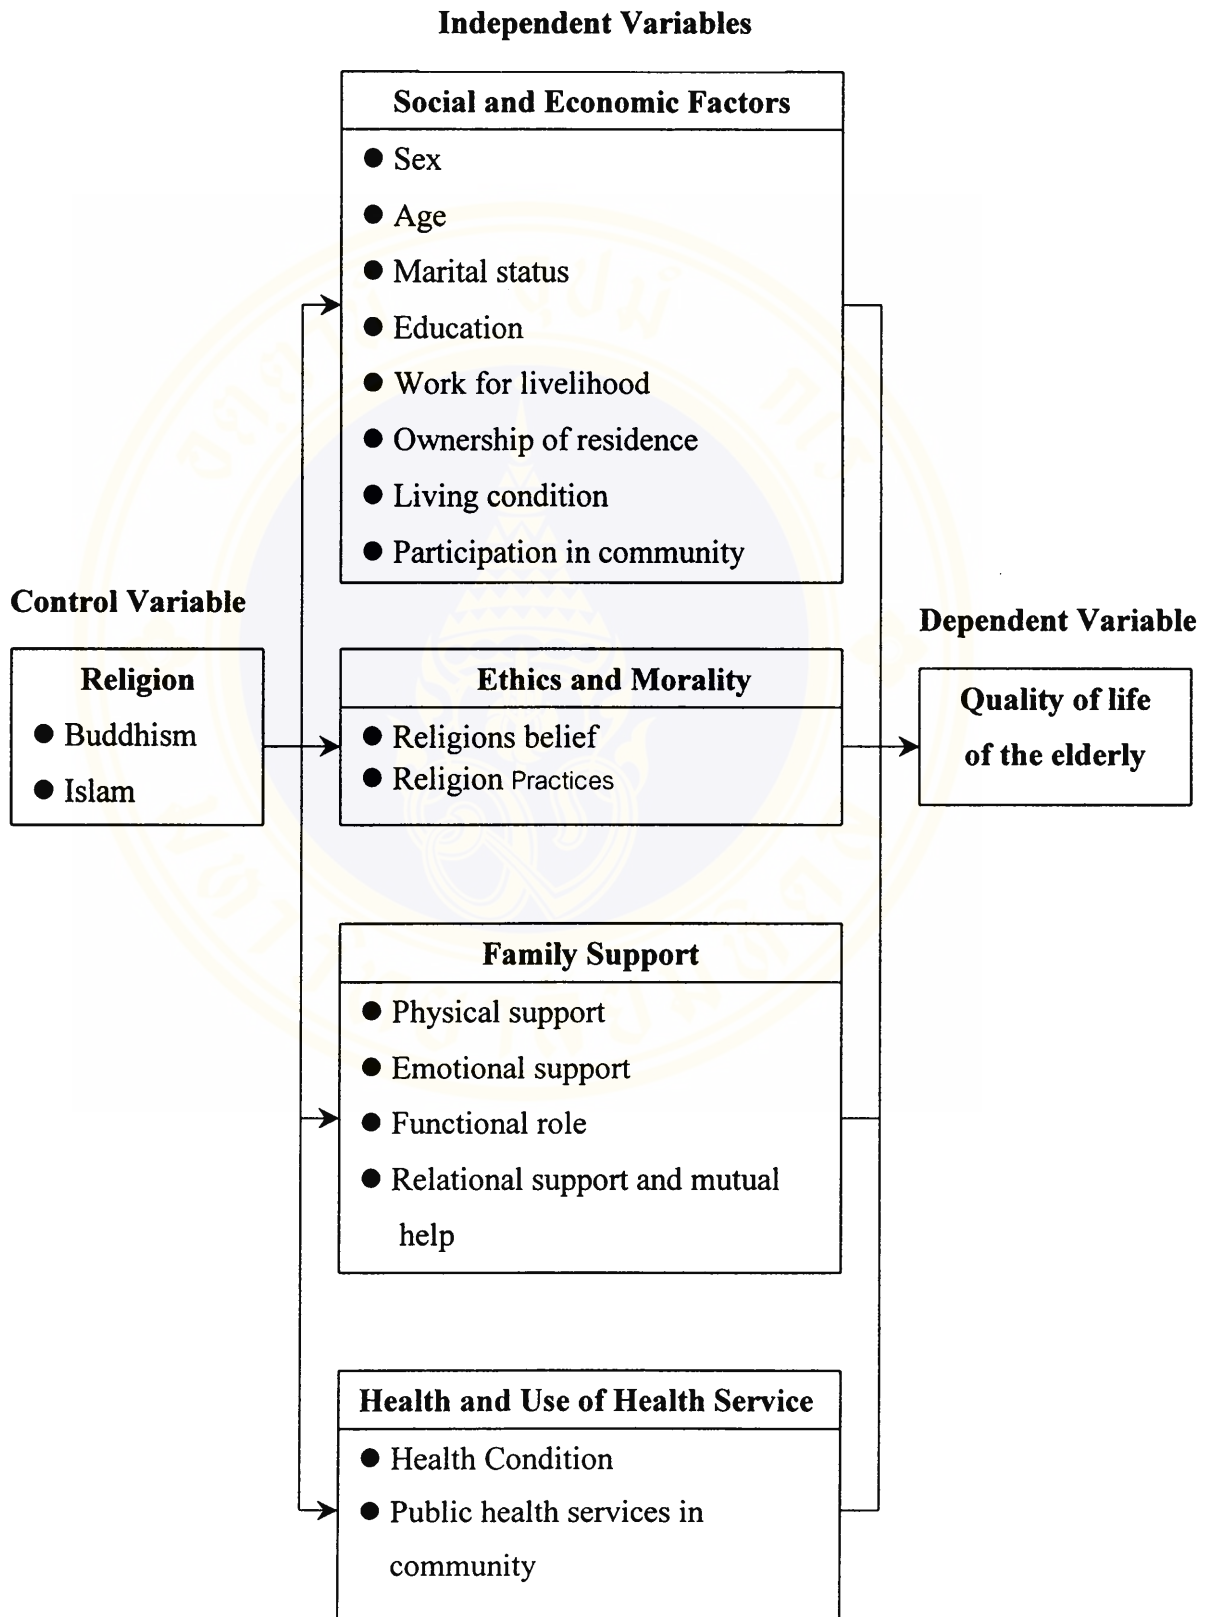 Independent Variables
Social and Economic Factors
● Sex
● Age
● Marital status
● Education
● Work for livelihood
● Ownership of residence
● Living condition
● Participation in community
Control Variable
Religion
● Buddhism
● Islam
Ethics and Morality
● Religions belief
● Religion Practices
Dependent Variable
Quality of life
of the elderly
Family Support
● Physical support
● Emotional support
● Functional role
● Relational support and mutual
help
Health and Use of Health Service
● Health Condition
● Public health services in
community